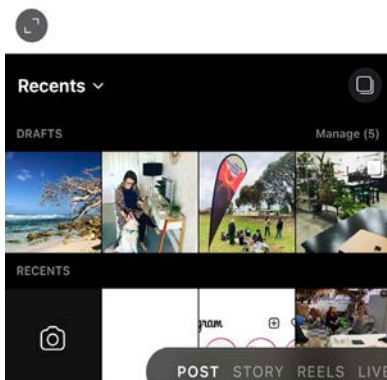 Recents
DRAFTS Manage (5)
RECENTS
gram
POST STORY REELS LIVE